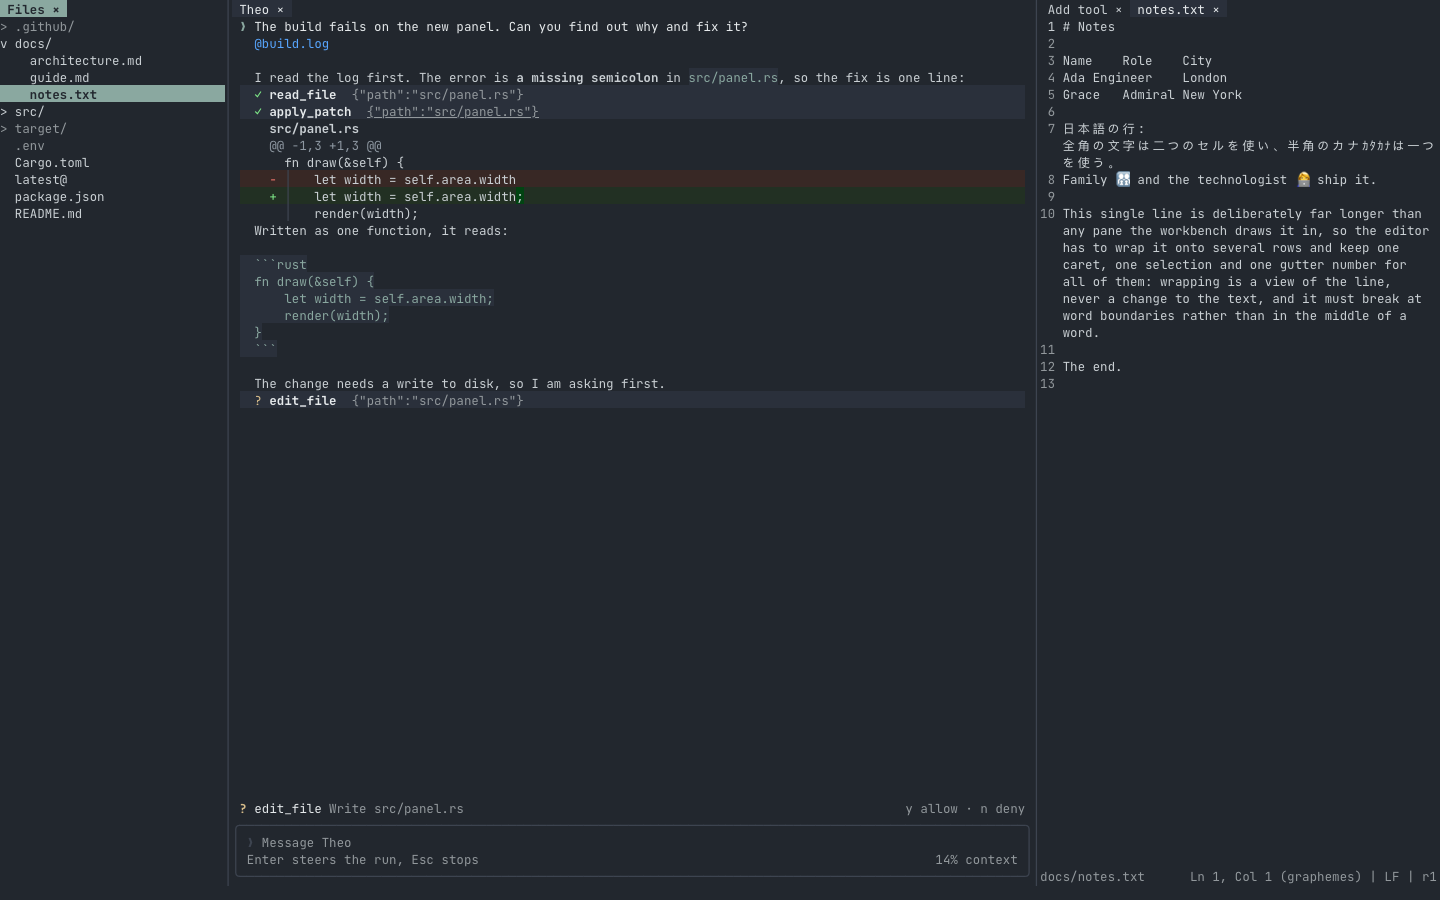 Files ×
> .github/
v docs/
architecture.md
guide.md
notes.txt
> src/
> target/
.env
Cargo.toml
latest@
package.json
README.md
Theo ×
❯ The build fails on the new panel. Can you find out why and fix it?
@build.log
I read the log first. The error is a missing semicolon in src/panel.rs, so the fix is one line:
✓ read_file {"path":"src/panel.rs"}
✓ apply_patch {"path":"src/panel.rs"}
src/panel.rs
@@ -1,3 +1,3 @@
fn draw(&self) {
- let width = self.area.width
+ let width = self.area.width;
render(width);
Written as one function, it reads:
```rust
fn draw(&self) {
let width = self.area.width;
render(width);
}
```
The change needs a write to disk, so I am asking first.
? edit_file {"path":"src/panel.rs"}
? edit_file Write src/panel.rs y allow · n deny
❯ Message Theo
Enter steers the run, Esc stops 14% context
Add tool × notes.txt ×
1 # Notes
2
3 Name Role City
4 Ada Engineer London
5 Grace Admiral New York
6
7 日本語の行:
全角の文字は二つのセルを使い、半角のカナｶﾀｶﾅは一つ
を使う。
8 Family and the technologist ship it.
9
10 This single line is deliberately far longer than
any pane the workbench draws it in, so the editor
has to wrap it onto several rows and keep one
caret, one selection and one gutter number for
all of them: wrapping is a view of the line,
never a change to the text, and it must break at
word boundaries rather than in the middle of a
word.
11
12 The end.
13
docs/notes.txt Ln 1, Col 1 (graphemes) | LF | r1